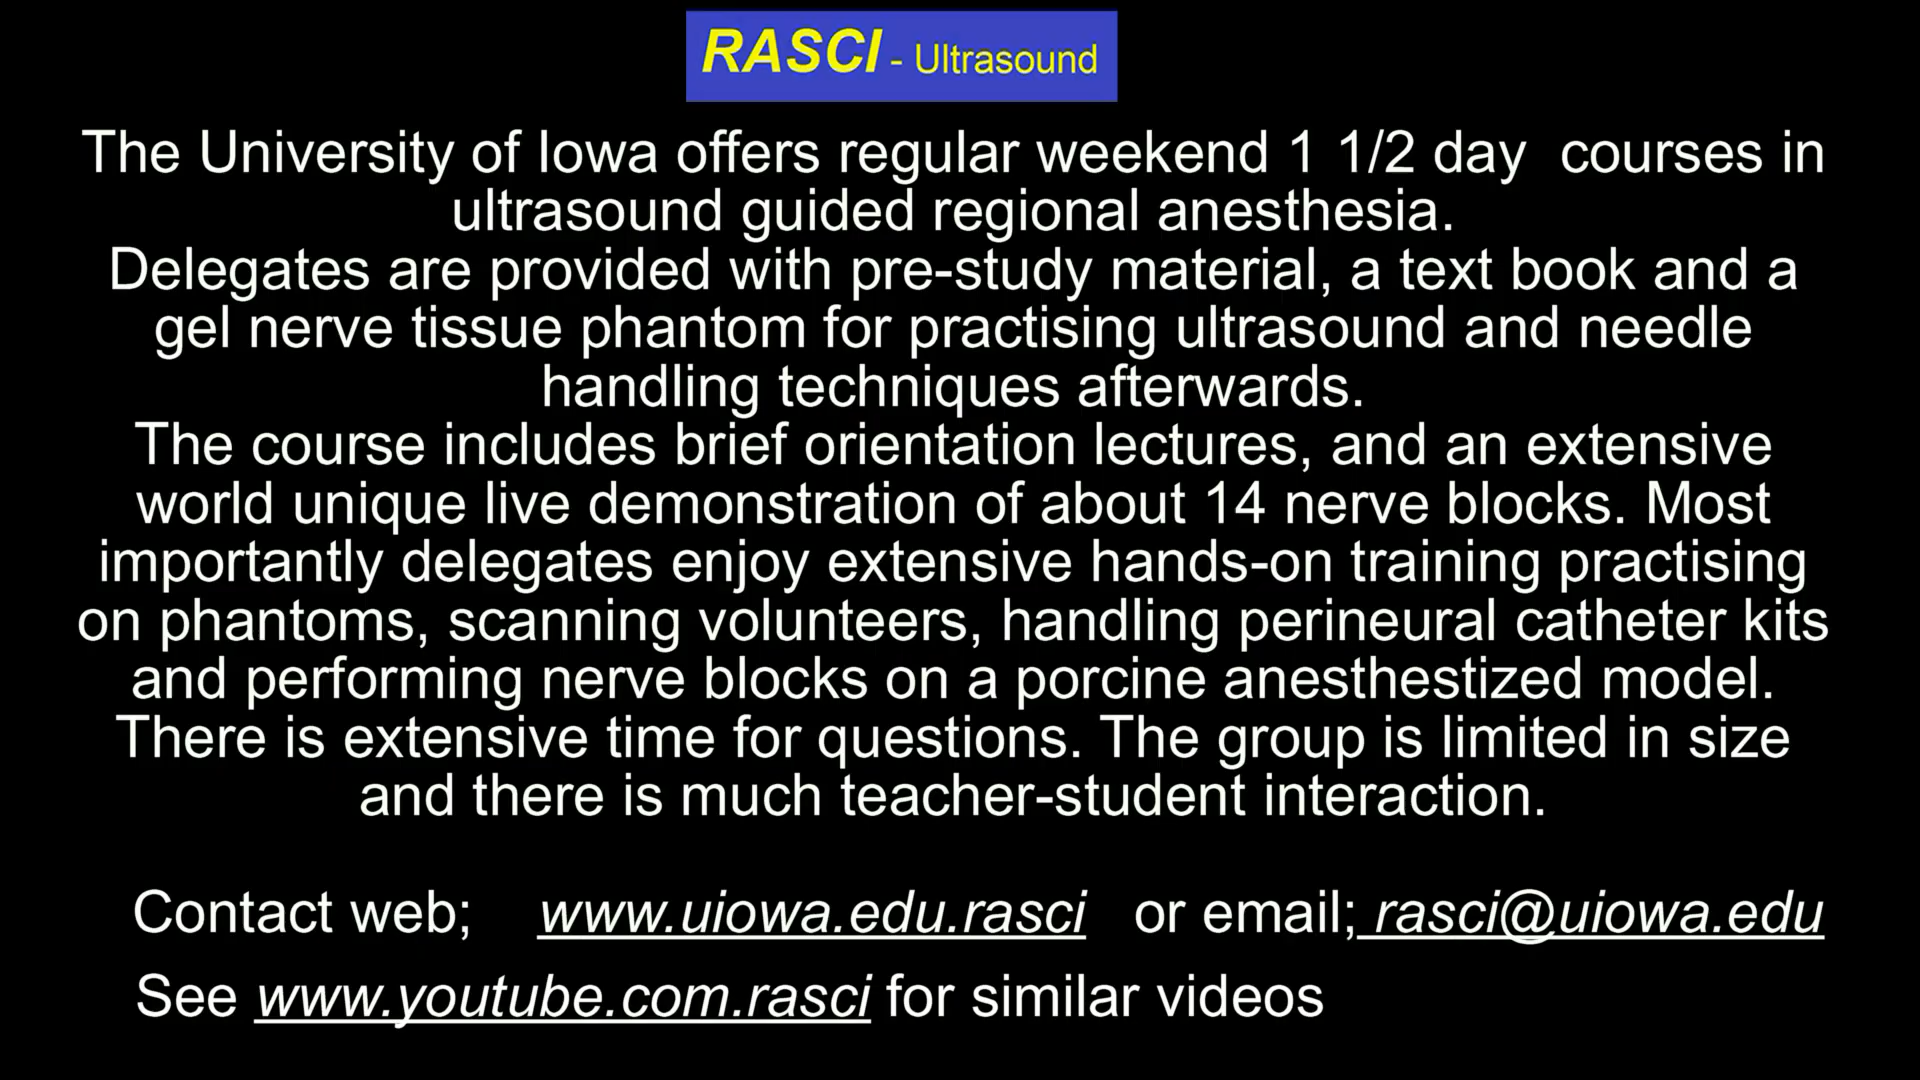 RASCI - Ultrasound
The University of Iowa offers regular weekend 1 1/2 day  courses in
ultrasound guided regional anesthesia.
Delegates are provided with pre-study material, a text book and a
gel nerve tissue phantom for practising ultrasound and needle
handling techniques afterwards.
The course includes brief orientation lectures, and an extensive
world unique live demonstration of about 14 nerve blocks. Most
importantly delegates enjoy extensive hands-on training practising
on phantoms, scanning volunteers, handling perineural catheter kits
and performing nerve blocks on a porcine anesthestized model.
There is extensive time for questions. The group is limited in size
and there is much teacher-student interaction.
Contact web; www.uiowa.edu.rasci or email; rasci@uiowa.edu
See www.youtube.com.rasci for similar videos